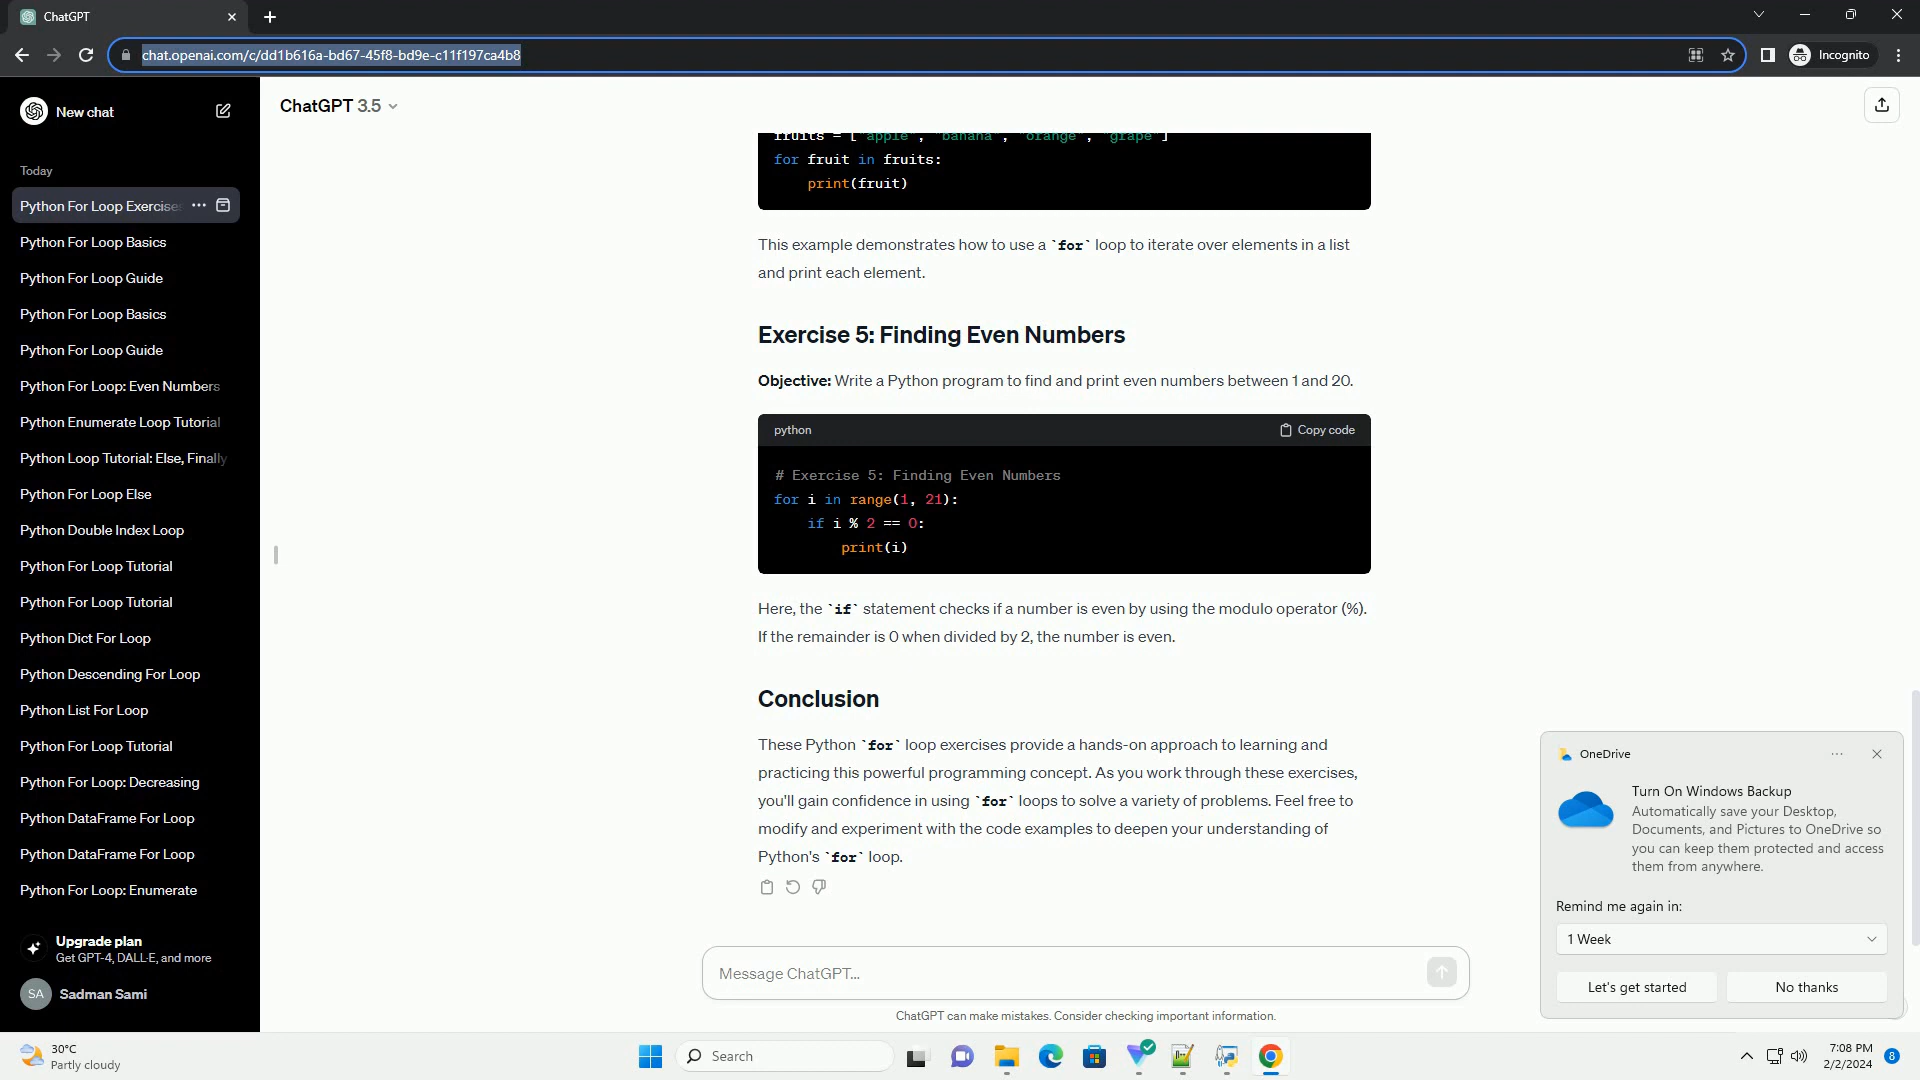 ChatGPT
chat.openai.com/c/dd1b616a-bd67-45f8-bd9e-c11f197ca4b8
Incognito
New chat
Today
Python For Loop Exercises
Python For Loop Basics
Python For Loop Guide
Python For Loop Basics
Python For Loop Guide
Python For Loop: Even Numbers
Python Enumerate Loop Tutorial
Python Loop Tutorial: Else, Finally
Python For Loop Else
Python Double Index Loop
Python For Loop Tutorial
Python For Loop Tutorial
Python Dict For Loop
Python Descending For Loop
Python List For Loop
Python For Loop Tutorial
Python For Loop: Decreasing
Python DataFrame For Loop
Python DataFrame For Loop
Python For Loop: Enumerate
Upgrade plan
Get GPT-4, DALL·E, and more
SA
Sadman Sami
ChatGPT 3.5
fruits = ["apple", "banana", "orange", "grape"]
for fruit in fruits:
print(fruit)
This example demonstrates how to use a `for` loop to iterate over elements in a list
and print each element.
Exercise 5: Finding Even Numbers
Objective: Write a Python program to find and print even numbers between 1 and 20.
python
Copy code
# Exercise 5: Finding Even Numbers
for i in range(1, 21):
if i % 2 == 0:
print(i)
Here, the `if` statement checks if a number is even by using the modulo operator (%).
If the remainder is 0 when divided by 2, the number is even.
Conclusion
These Python `for` loop exercises provide a hands-on approach to learning and
practicing this powerful programming concept. As you work through these exercises,
you'll gain confidence in using `for` loops to solve a variety of problems. Feel free to
modify and experiment with the code examples to deepen your understanding of
Python's `for` loop.
Message ChatGPT...
ChatGPT can make mistakes. Consider checking important information.
OneDrive
Turn On Windows Backup
Automatically save your Desktop,
Documents, and Pictures to OneDrive so
you can keep them protected and access
them from anywhere.
Remind me again in:
1 Week
Let's get started
No thanks
30°C
Partly cloudy
Search
7:08 PM
2/2/2024
8